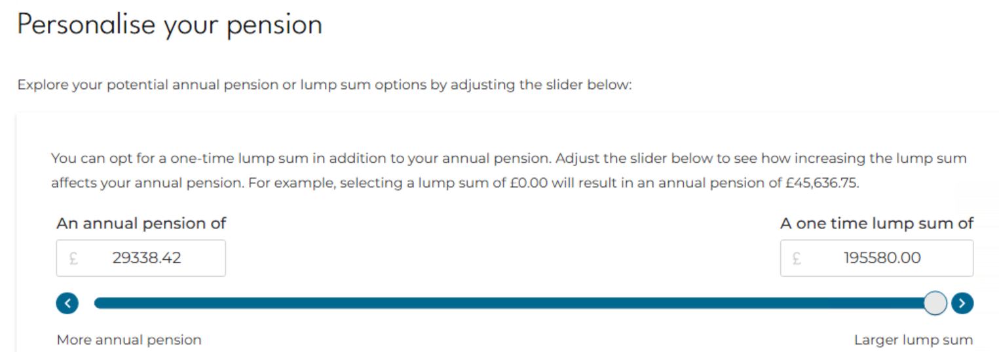 Personalise your pension
Explore your potential annual pension or lump sum options by adjusting the slider below:
You can opt for a one-time lump sum in addition to your annual pension. Adjust the slider below to see how increasing the lump sum
affects your annual pension. For example, selecting a lump sum of £0.00 will result in an annual pension of £45,636.75.
An annual pension of
A one time lump sum of
£ 29338.42
£ 195580.00
More annual pension
Larger lump sum